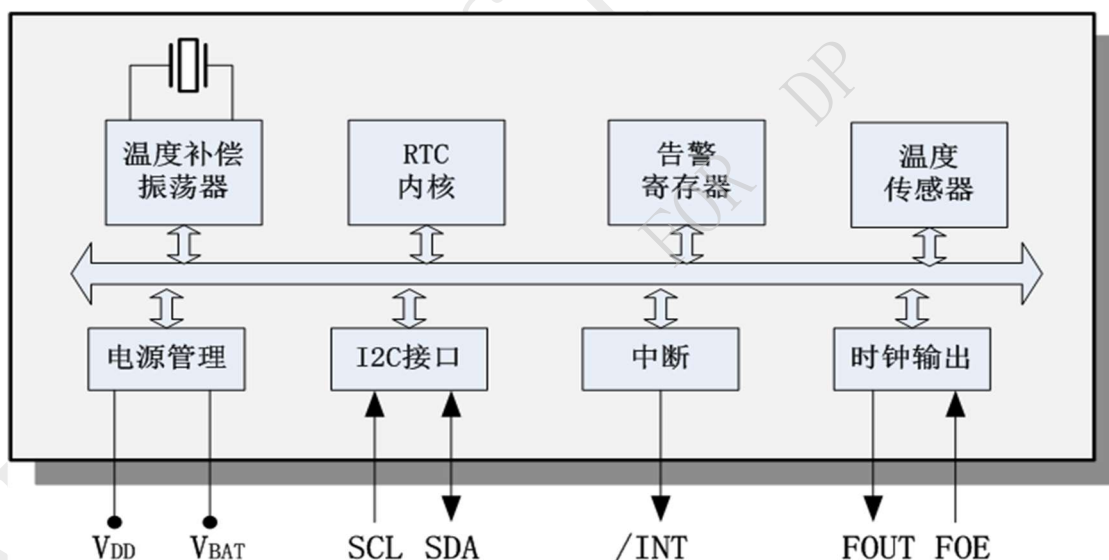 温度补偿
振荡器
RTC
内核
告警
寄存器
温度
传感器
电源管理
I2C接口
中断
时钟输出
VDD
VBAT
SCL
SDA
/INT
FOUT
FOE
FOR
DP